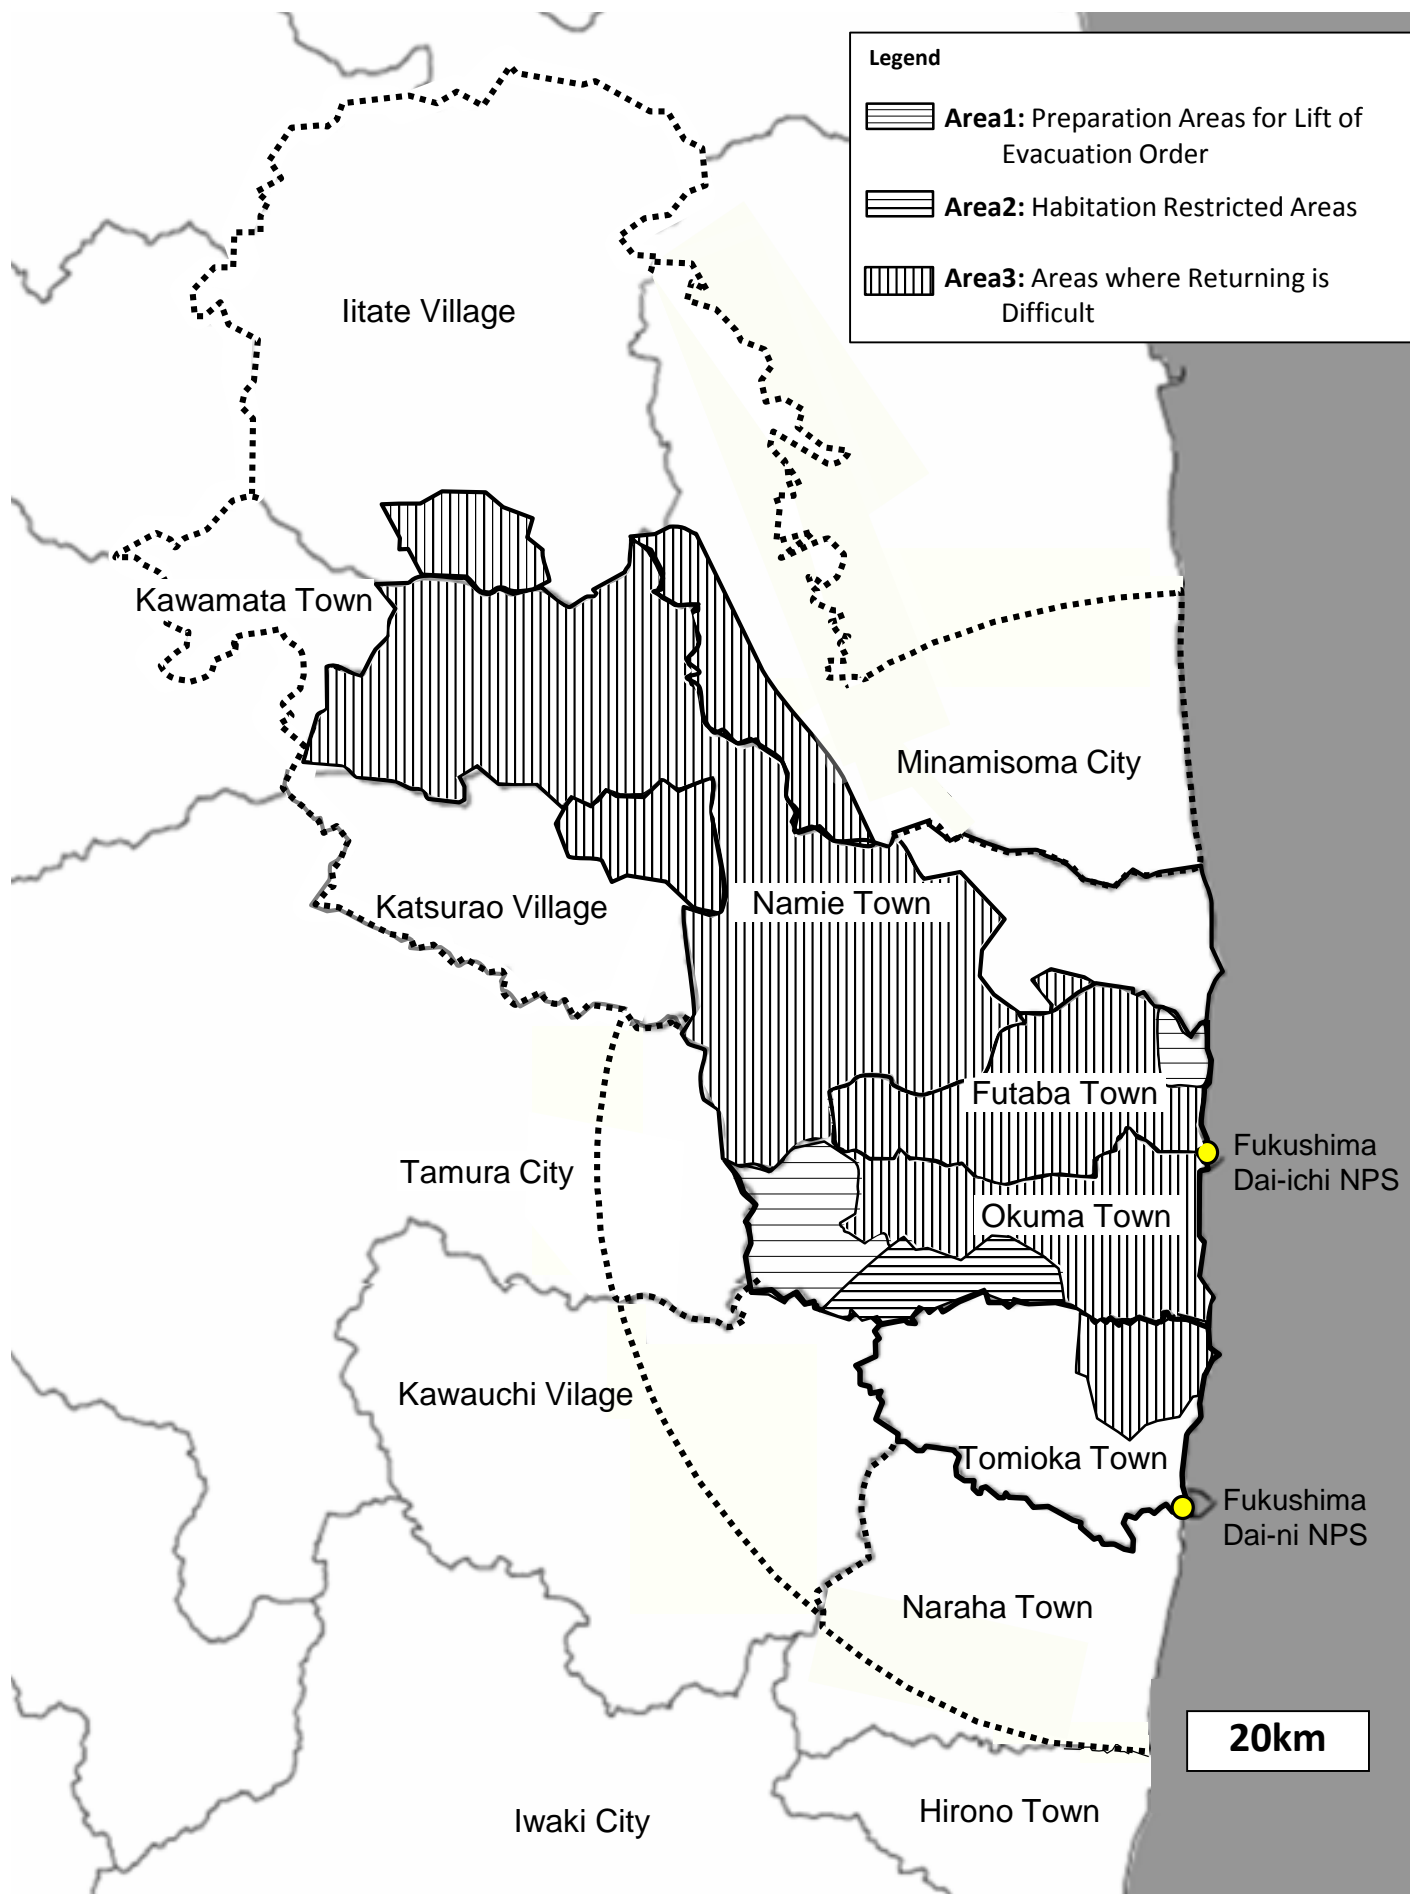 Legend
Area1: Preparation Areas for Lift of
Evacuation Order
Area2: Habitation Restricted Areas
Area3: Areas where Returning is
Difficult
Iitate Village
Kawamata Town
Minamisoma City
Katsurao Village
Namie Town
Futaba Town
Fukushima
Dai-ichi NPS
Tamura City
Okuma Town
Kawauchi Vilage
Tomioka Town
Fukushima
Dai-ni NPS
Naraha Town
20km
Hirono Town
Iwaki City